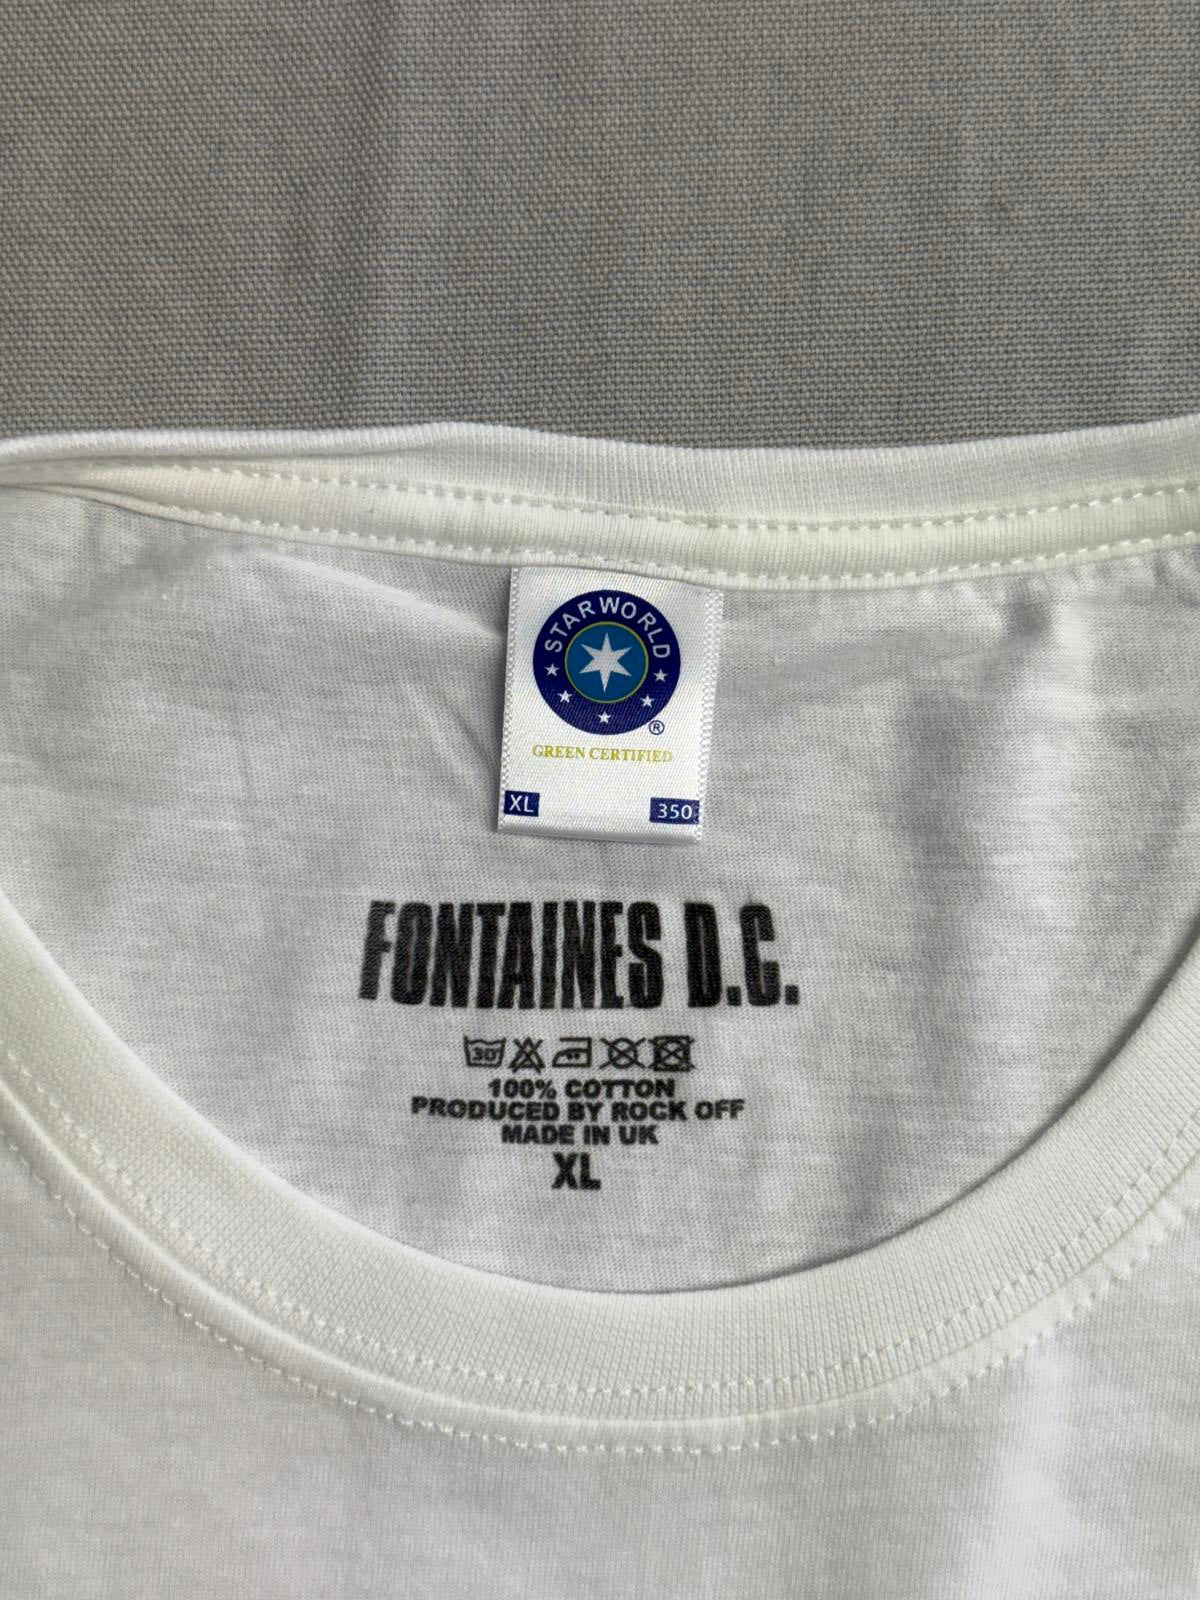 STARWORLD
®
GREEN CERTIFIED
XL 350
FONTAINES D.C.
30
100% COTTON
PRODUCED BY ROCK OFF
MADE IN UK
XL